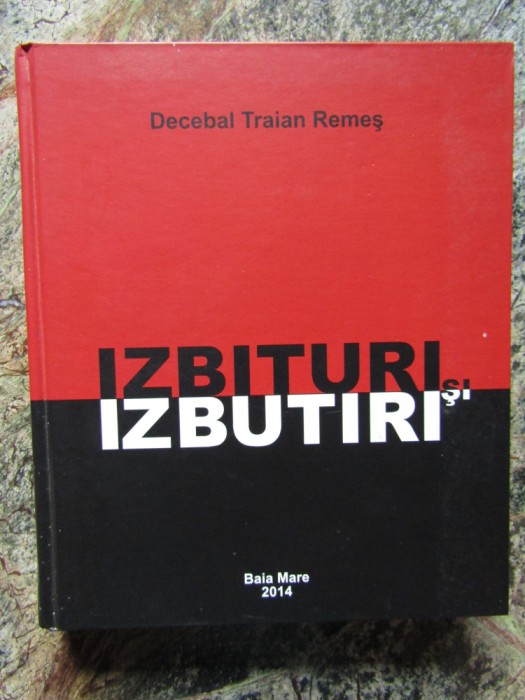 Decebal Traian Remeş
IZBITURI
şi
IZBUTIRI
Baia Mare
2014